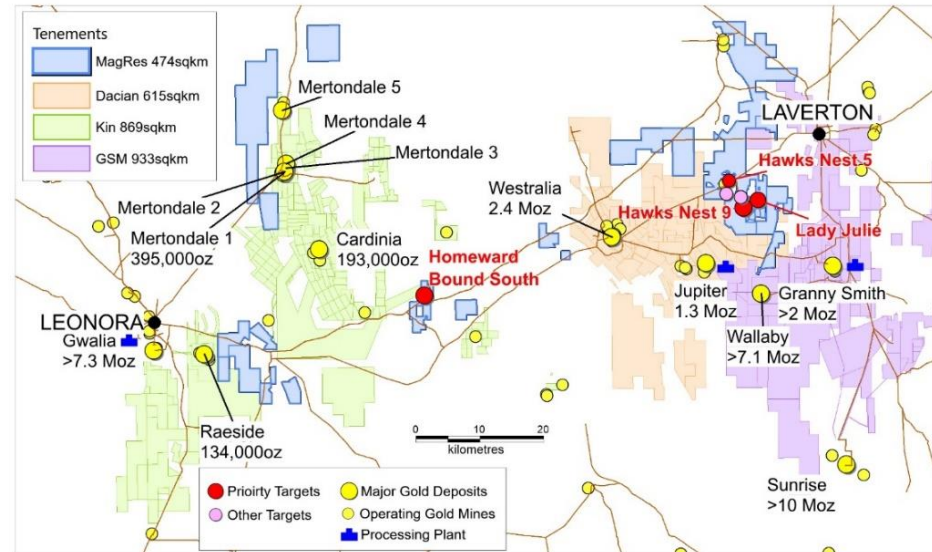 Tenements
MagRes 474sqkm
Dacian 615sqkm
Kin 869sqkm
GSM 933sqkm
Mertondale 5
Mertondale 4
Mertondale 3
Mertondale 2
Mertondale 1
395,000oz
Cardinia
193,000oz
Homeward
Bound South
LEONORA
Gwalia
>7.3 Moz
Raeside
134,000oz
Westralia
2.4 Moz
LAVERTON
Hawks Nest 5
Hawks Nest 9
Lady Julie
Jupiter
1.3 Moz
Granny Smith
>2 Moz
Wallaby
>7.1 Moz
Sunrise
>10 Moz
0 10 20
kilometres
Prioirty Targets
Other Targets
Major Gold Deposits
Operating Gold Mines
Processing Plant